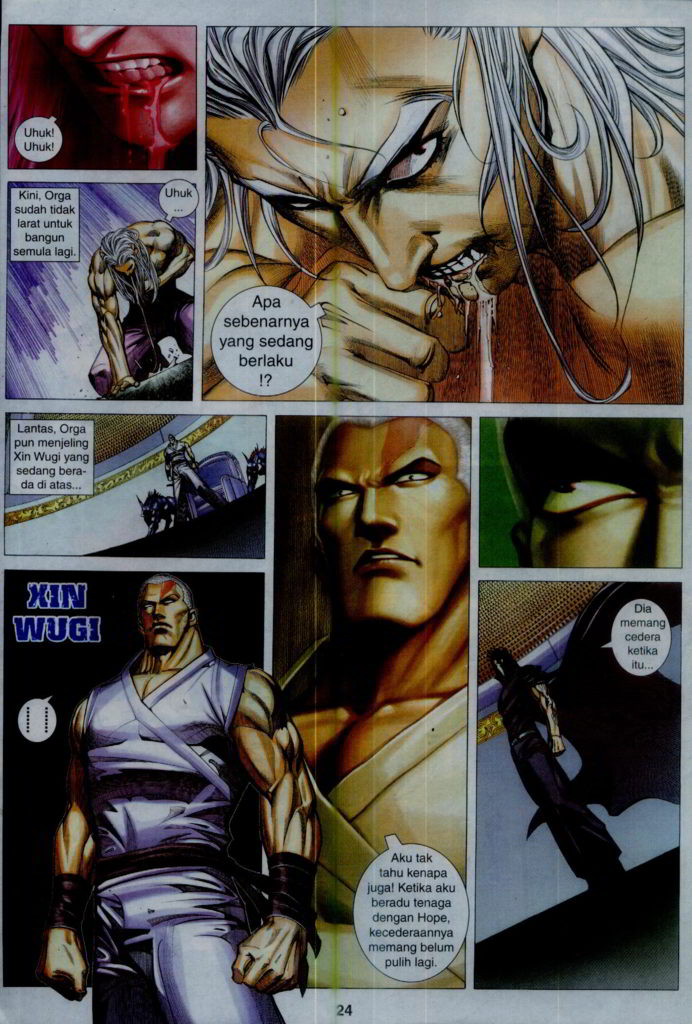 Uhuk!
Uhuk!
Kini, Orga
sudah tidak
larat untuk
bangun
semula lagi.
Uhuk
...
Apa
sebenarnya
yang sedang
berlaku
!?
Lantas, Orga
pun menjeling
Xin Wugi yang
sedang bera-
da di atas...
XIN
WUGI
Aku tak
tahu kenapa
juga! Ketika aku
beradu tenaga
dengan Hope,
kecederaannya
memang belum
pulih lagi.
Dia
memang
cedera
ketika
itu...
24